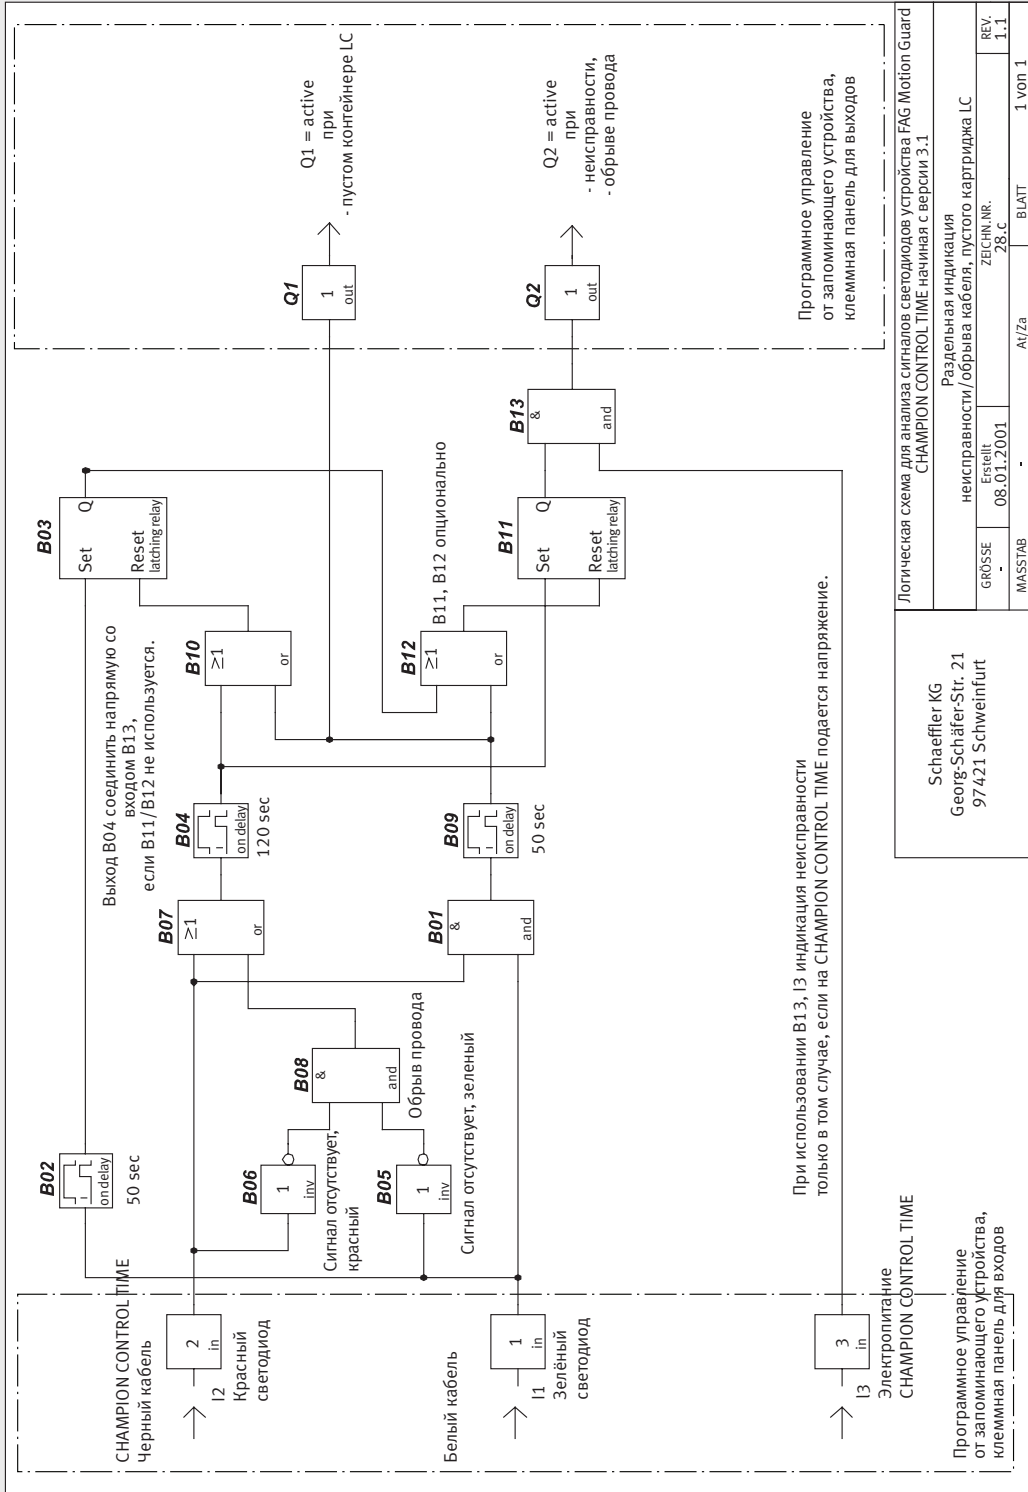 CHAMPION CONTROL TIME
Черный кабель
I2
2
in
Красный
светодиод
Белый кабель
I1
1
in
Зелёный
светодиод
I3
3
in
Электропитание
CHAMPION CONTROL TIME
Программное управление
от запоминающего устройства,
клеммная панель для входов
B02
on delay
50 sec
B06
1
inv
Сигнал отсутствует,
красный
B05
1
inv
Сигнал отсутствует, зеленый
B08
&
and
Обрыв провода
B07
≥1
or
B01
&
and
B04
on delay
120 sec
B09
on delay
50 sec
Выход B04 соединить напрямую со
входом B13,
если B11/B12 не используется.
B10
≥1
or
B12
≥1
or
B11, B12 опционально
B03
Set
Q
Reset
latching relay
B11
Set
Q
Reset
latching relay
B13
&
and
При использовании B13, I3 индикация неисправности
только в том случае, если на CHAMPION CONTROL TIME подается напряжение.
Q1
1
out
Q1 = active
при
- пустом контейнере LC
Q2
1
out
Q2 = active
при
- неисправности,
- обрыве провода
Программное управление
от запоминающего устройства,
клеммная панель для выходов
Schaeffler KG
Georg-Schäfer-Str. 21
97421 Schweinfurt
Логическая схема для анализа сигналов светодиодов устройства FAG Motion Guard
CHAMPION CONTROL TIME начиная с версии 3.1
Раздельная индикация
неисправности/обрыва кабеля, пустого картриджа LC
GRÖSSE
-
Erstellt
08.01.2001
ZEICHN.NR.
28.c
REV.
1.1
MASSTAB
-
At/Za
BLATT
1 von 1